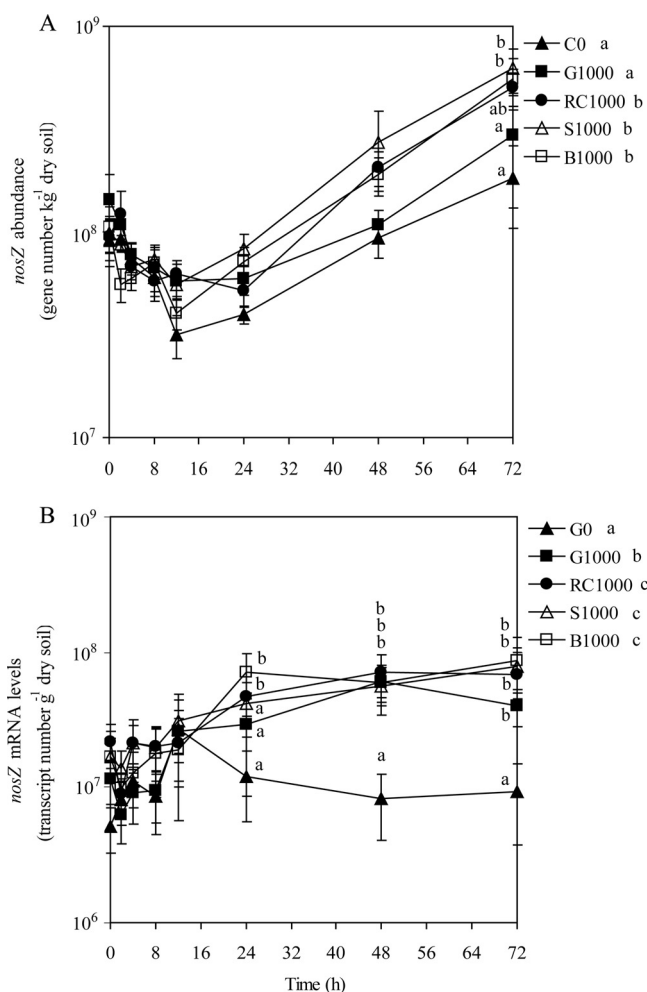 A
10⁹
10⁸
10⁷
nosZ abundance
(gene number kg⁻¹ dry soil)
b
b
ab
a
a
C0 a
G1000 a
RC1000 b
S1000 b
B1000 b
0 8 16 24 32 40 48 56 64 72
B
10⁹
10⁸
10⁷
10⁶
nosZ mRNA levels
(transcript number g⁻¹ dry soil)
b
b
a
a
a
b
b
b
b
a
b
b
b
b
a
G0 a
G1000 b
RC1000 c
S1000 c
B1000 c
0 8 16 24 32 40 48 56 64 72
Time (h)